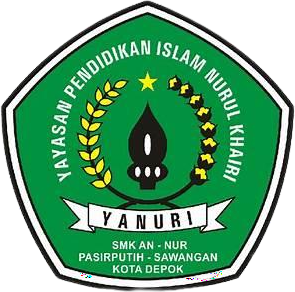 YAYASAN PENDIDIKAN ISLAM NURUL KHAIRI
YANURI
SMK AN - NUR
PASIRPUTIH - SAWANGAN
KOTA DEPOK